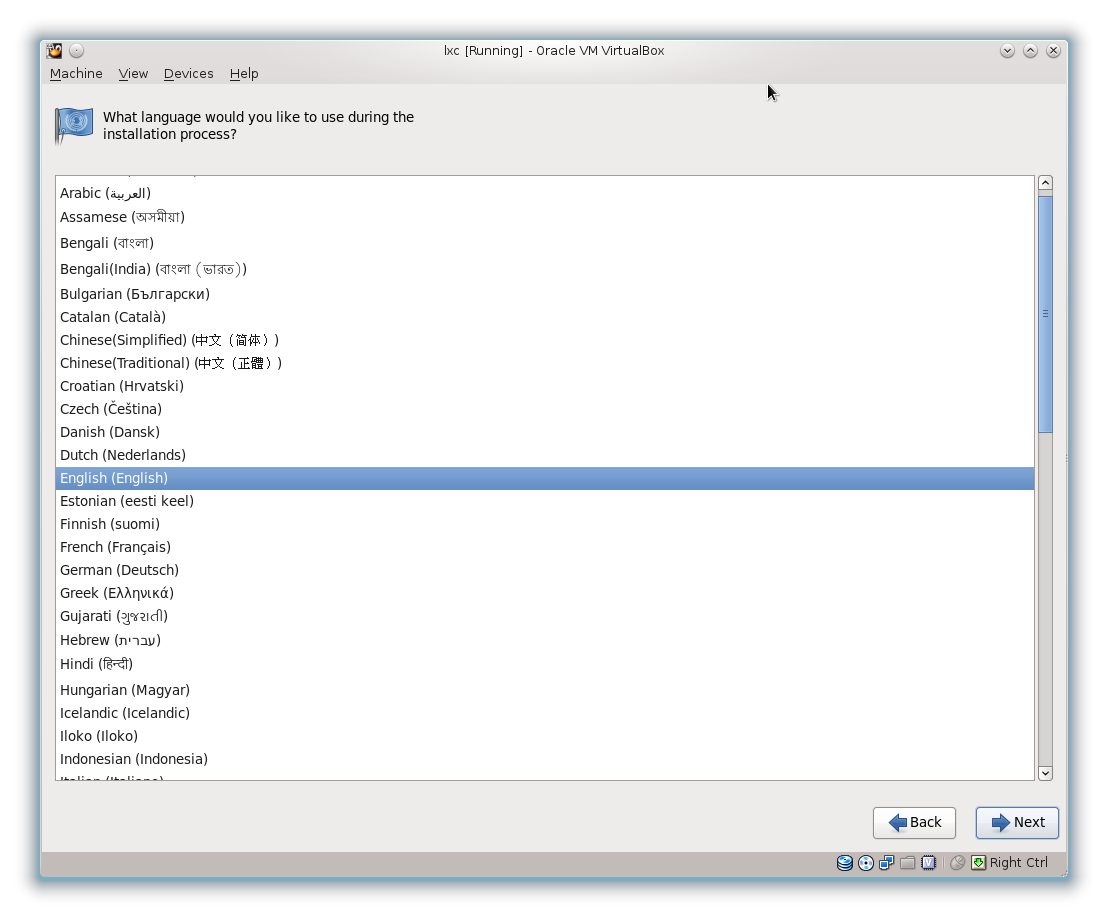 lxc [Running] - Oracle VM VirtualBox
Machine View Devices Help
What language would you like to use during the
installation process?
Arabic (العربية)
Assamese (অসমীয়া)
Bengali (বাংলা)
Bengali(India) (বাংলা (ভারত))
Bulgarian (Български)
Catalan (Català)
Chinese(Simplified) (中文（简体）)
Chinese(Traditional) (中文（正體）)
Croatian (Hrvatski)
Czech (Čeština)
Danish (Dansk)
Dutch (Nederlands)
English (English)
Estonian (eesti keel)
Finnish (suomi)
French (Français)
German (Deutsch)
Greek (Ελληνικά)
Gujarati (ગુજરાતી)
Hebrew (עברית)
Hindi (हिन्दी)
Hungarian (Magyar)
Icelandic (Icelandic)
Iloko (Iloko)
Indonesian (Indonesia)
Italian (Italiano)
Back Next
Right Ctrl